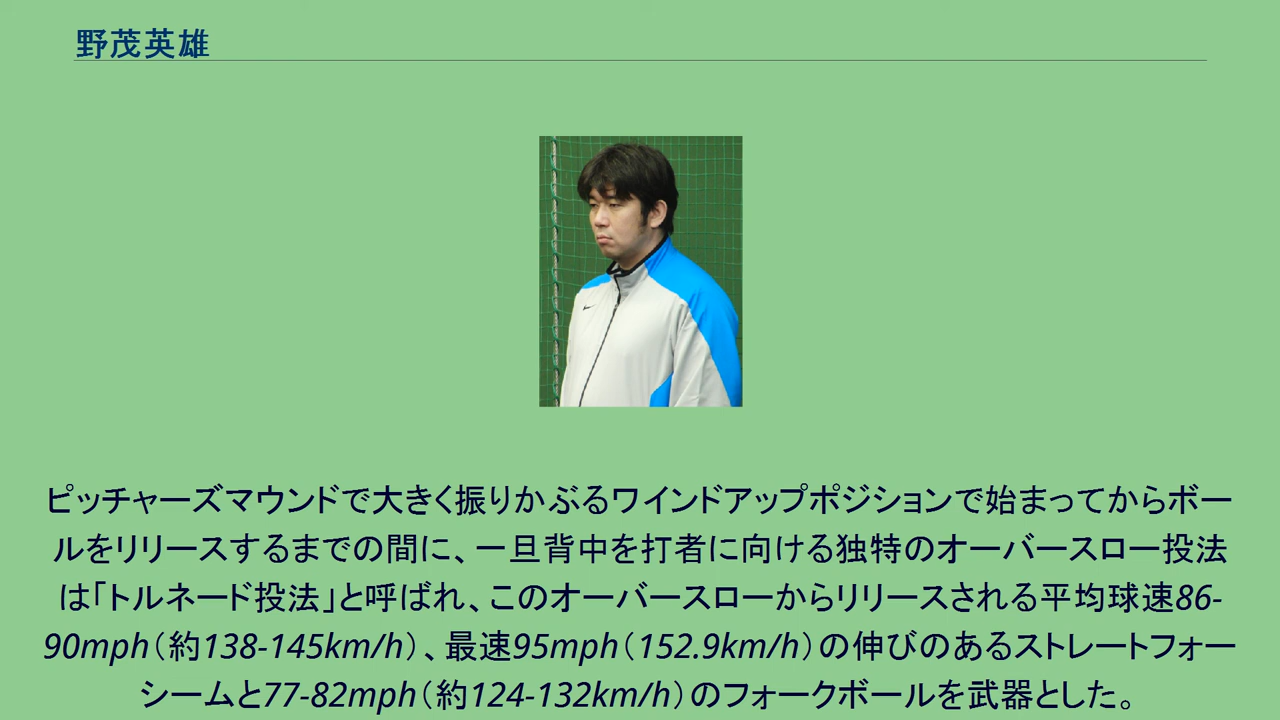 野茂英雄
ピッチャーズマウンドで大きく振りかぶるワインドアップポジションで始まってからボー
ルをリリースするまでの間に、一旦背中を打者に向ける独特のオーバースロー投法
は「トルネード投法」と呼ばれ、このオーバースローからリリースされる平均球速86-
90mph（約138-145km/h）、最速95mph（152.9km/h）の伸びのあるストレートフォー
シームと77-82mph（約124-132km/h）のフォークボールを武器とした。